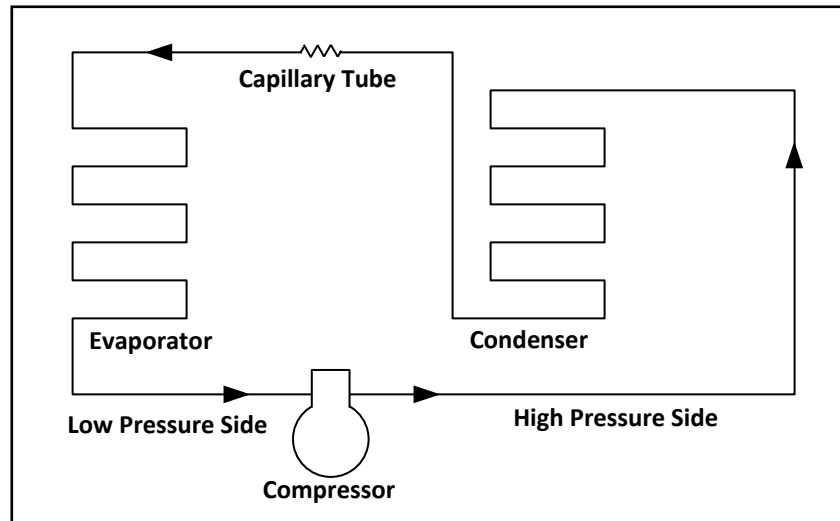 Capillary Tube
Evaporator
Condenser
Low Pressure Side
High Pressure Side
Compressor